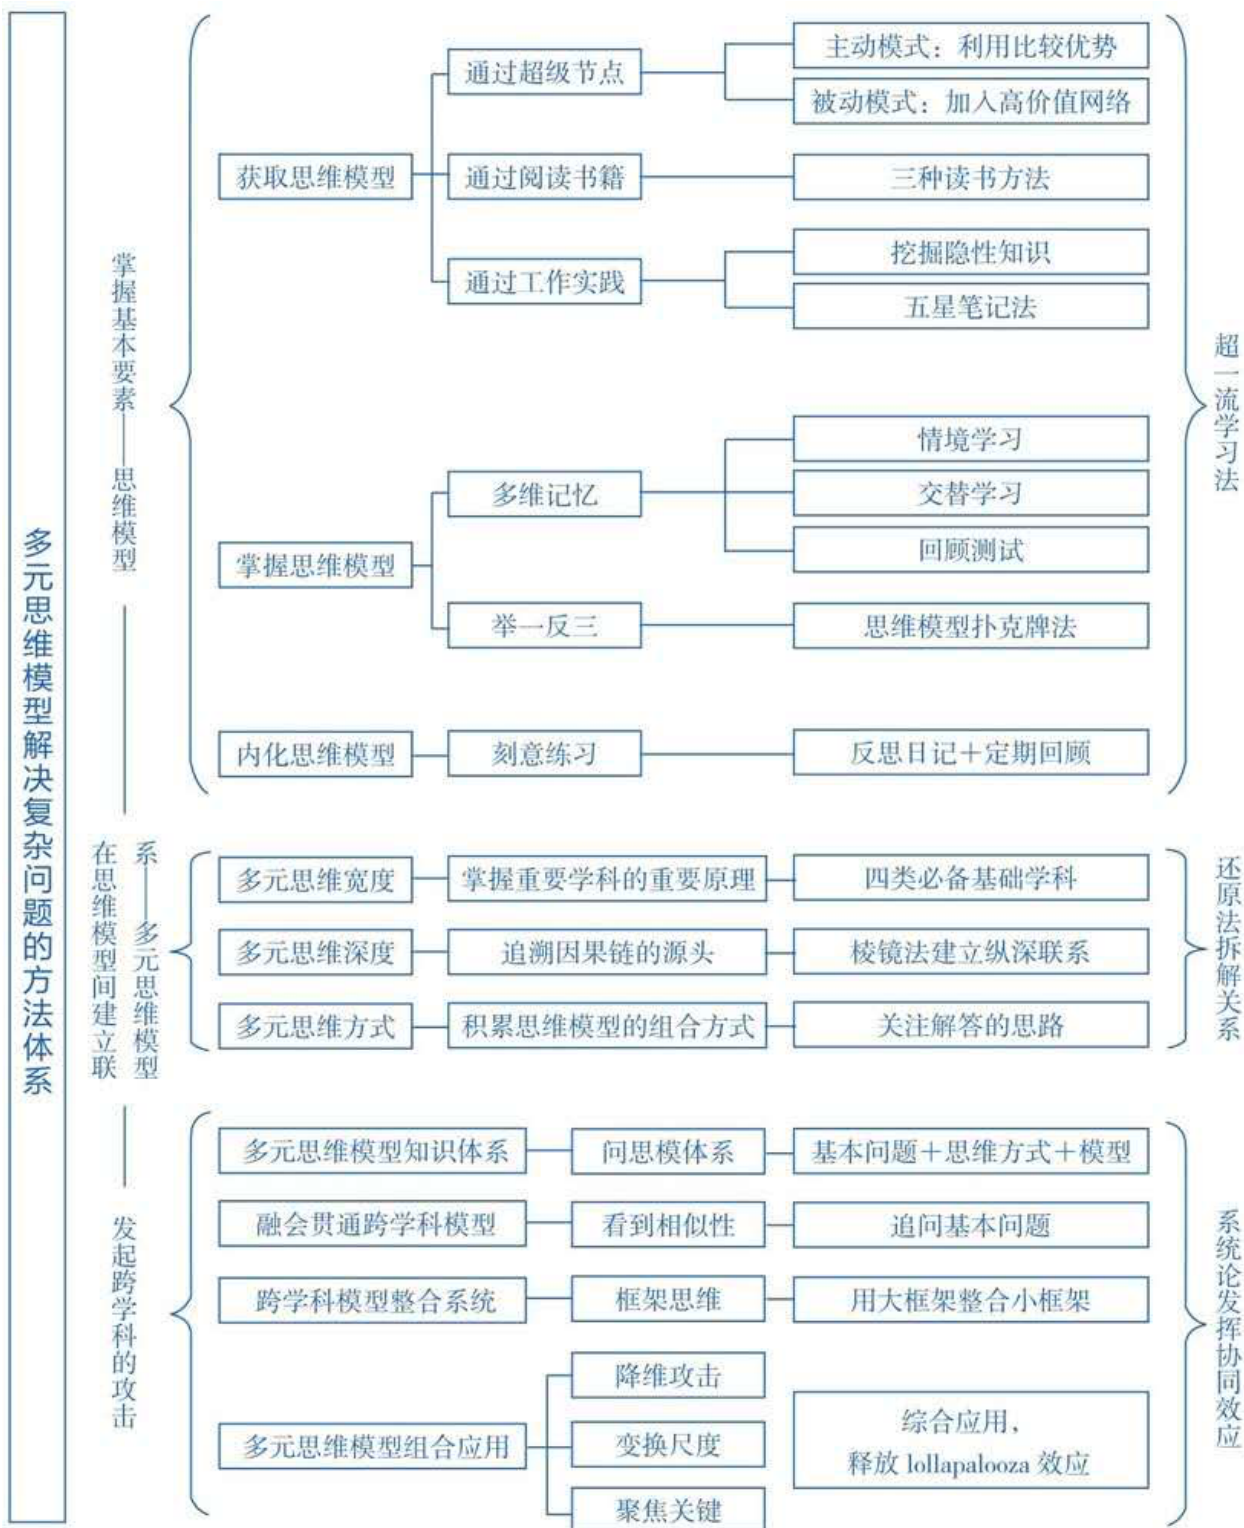 多元思维模型解决复杂问题的方法体系
掌握基本要素——思维模型
获取思维模型
通过超级节点
主动模式：利用比较优势
被动模式：加入高价值网络
通过阅读书籍
三种读书方法
通过工作实践
挖掘隐性知识
五星笔记法
掌握思维模型
多维记忆
情境学习
交替学习
回顾测试
举一反三
思维模型扑克牌法
内化思维模型
刻意练习
反思日记+定期回顾
超一流学习法
在思维模型间建立联
系——多元思维模型
多元思维宽度
掌握重要学科的重要原理
四类必备基础学科
多元思维深度
追溯因果链的源头
棱镜法建立纵深联系
多元思维方式
积累思维模型的组合方式
关注解答的思路
还原法拆解关系
发起跨学科的攻击
多元思维模型知识体系
问思模体系
基本问题+思维方式+模型
融会贯通跨学科模型
看到相似性
追问基本问题
跨学科模型整合系统
框架思维
用大框架整合小框架
多元思维模型组合应用
降维攻击
变换尺度
聚焦关键
综合应用，
释放 lollapalooza 效应
系统论发挥协同效应